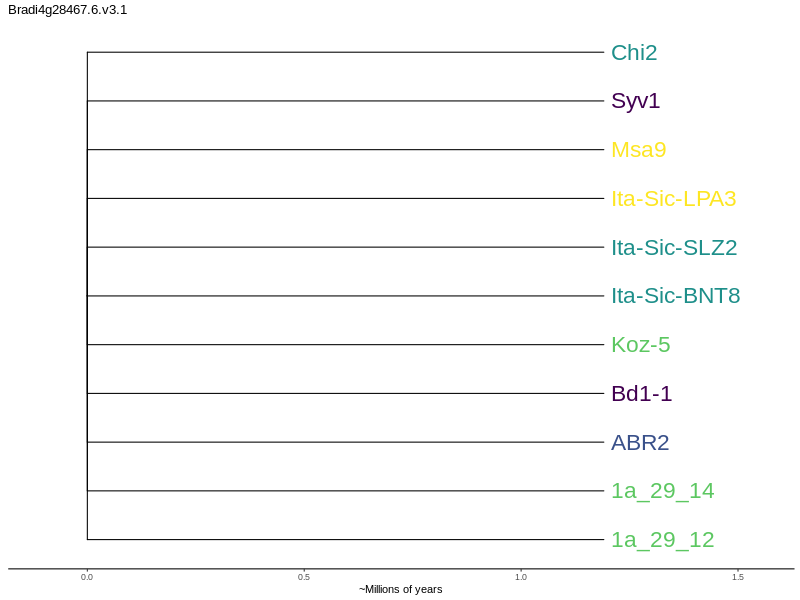 Bradi4g28467.6.v3.1
Chi2
Syv1
Msa9
Ita-Sic-LPA3
Ita-Sic-SLZ2
Ita-Sic-BNT8
Koz-5
Bd1-1
ABR2
1a_29_14
1a_29_12
0.0 0.5 1.0 1.5
~Millions of years